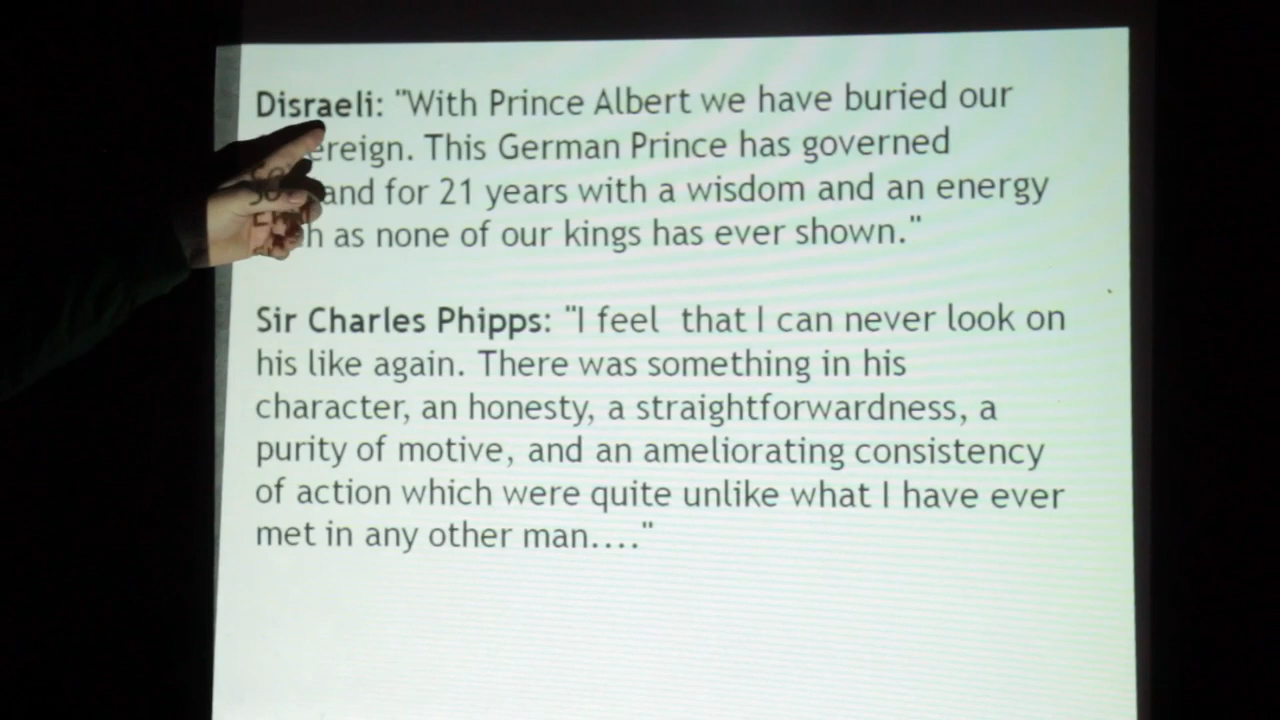 Disraeli: "With Prince Albert we have buried our
ereign. This German Prince has governed
and for 21 years with a wisdom and an energy
h as none of our kings has ever shown."
Sir Charles Phipps: "I feel that I can never look on
his like again. There was something in his
character, an honesty, a straightforwardness, a
purity of motive, and an ameliorating consistency
of action which were quite unlike what I have ever
met in any other man...."